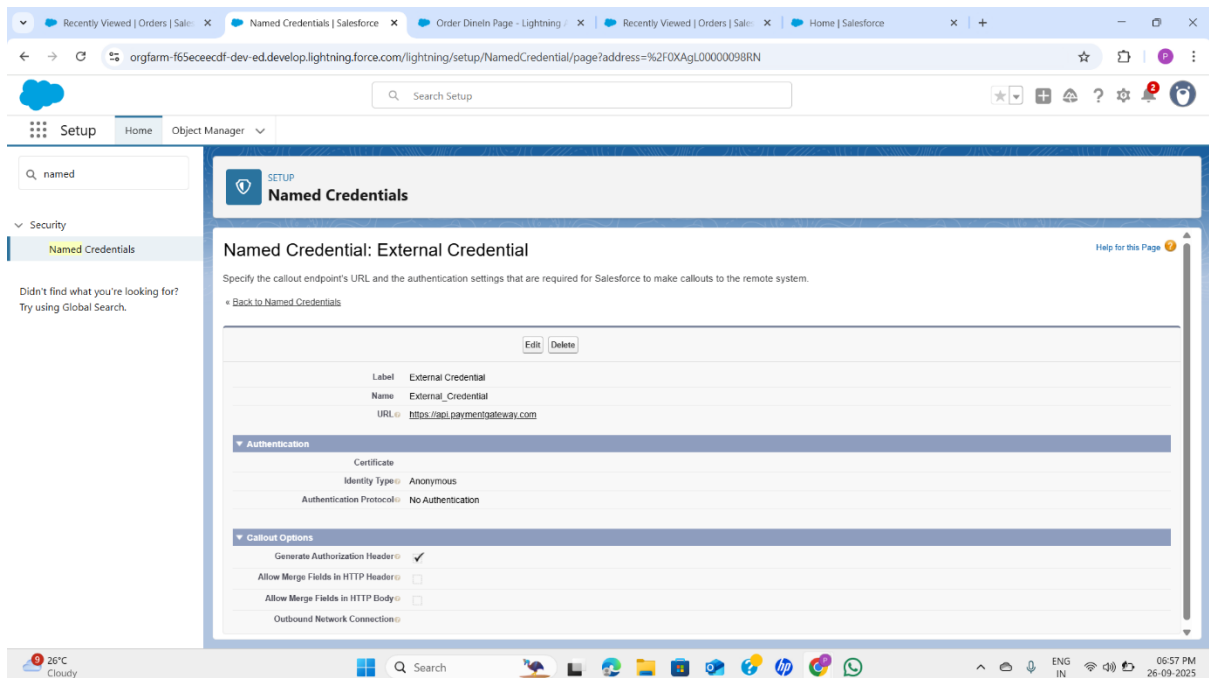 Recently Viewed | Orders | Sales
Named Credentials | Salesforce
Order DineIn Page - Lightning
Recently Viewed | Orders | Sales
Home | Salesforce
orgfarm-f65eceecdf-dev-ed.develop.lightning.force.com/lightning/setup/NamedCredential/page?address=%2F0XAgL00000098RN
P
Search Setup
2
Setup
Home
Object Manager
named
SETUP
Named Credentials
Security
Named Credentials
Didn't find what you're looking for?
Try using Global Search.
Named Credential: External Credential
Help for this Page
Specify the callout endpoint's URL and the authentication settings that are required for Salesforce to make callouts to the remote system.
« Back to Named Credentials
Edit Delete
Label External Credential
Name External_Credential
URL https://api.paymentgateway.com
Authentication
Certificate
Identity Type Anonymous
Authentication Protocol No Authentication
Callout Options
Generate Authorization Header
Allow Merge Fields in HTTP Header
Allow Merge Fields in HTTP Body
Outbound Network Connection
9
26°C
Cloudy
Search
ENG
IN
06:57 PM
26-09-2025